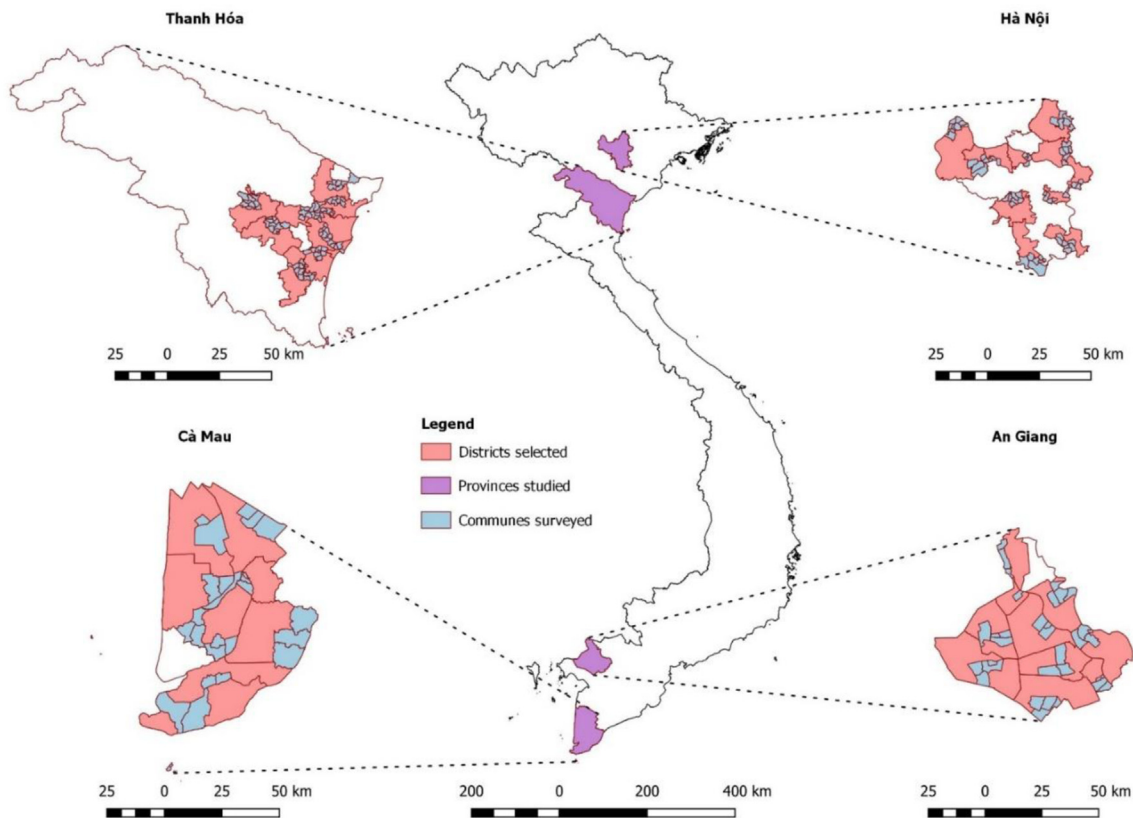 Thanh Hóa
Hà Nội
25 0 25 50 km
25 0 25 50 km
Legend
Districts selected
Provinces studied
Communes surveyed
Cà Mau
An Giang
25 0 25 50 km
200 0 200 400 km
25 0 25 50 km